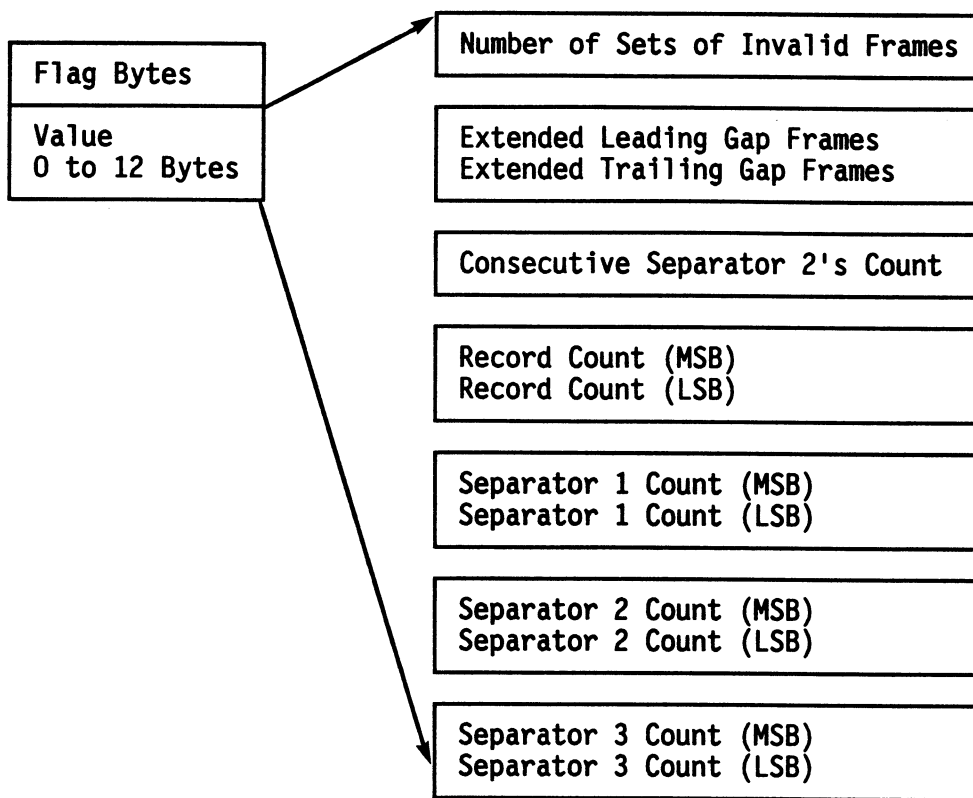 Flag Bytes
Value
0 to 12 Bytes
Number of Sets of Invalid Frames
Extended Leading Gap Frames
Extended Trailing Gap Frames
Consecutive Separator 2's Count
Record Count (MSB)
Record Count (LSB)
Separator 1 Count (MSB)
Separator 1 Count (LSB)
Separator 2 Count (MSB)
Separator 2 Count (LSB)
Separator 3 Count (MSB)
Separator 3 Count (LSB)